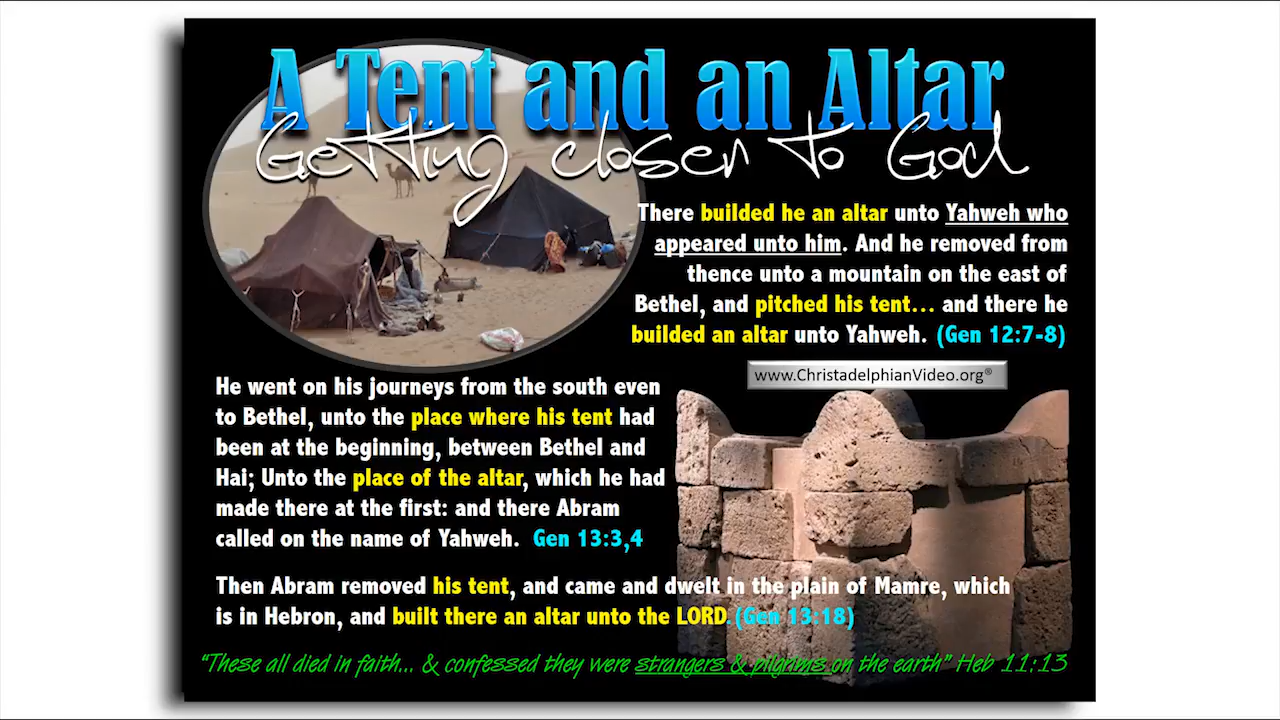 A Tent and an Altar
Getting closer to God
There builded he an altar unto Yahweh who
appeared unto him. And he removed from
thence unto a mountain on the east of
Bethel, and pitched his tent... and there he
builded an altar unto Yahweh. (Gen 12:7-8)
www.ChristadelphianVideo.org®
He went on his journeys from the south even
to Bethel, unto the place where his tent had
been at the beginning, between Bethel and
Hai; Unto the place of the altar, which he had
made there at the first: and there Abram
called on the name of Yahweh. Gen 13:3,4
Then Abram removed his tent, and came and dwelt in the plain of Mamre, which
is in Hebron, and built there an altar unto the LORD. (Gen 13:18)
“These all died in faith... & confessed they were strangers & pilgrims on the earth” Heb 11:13